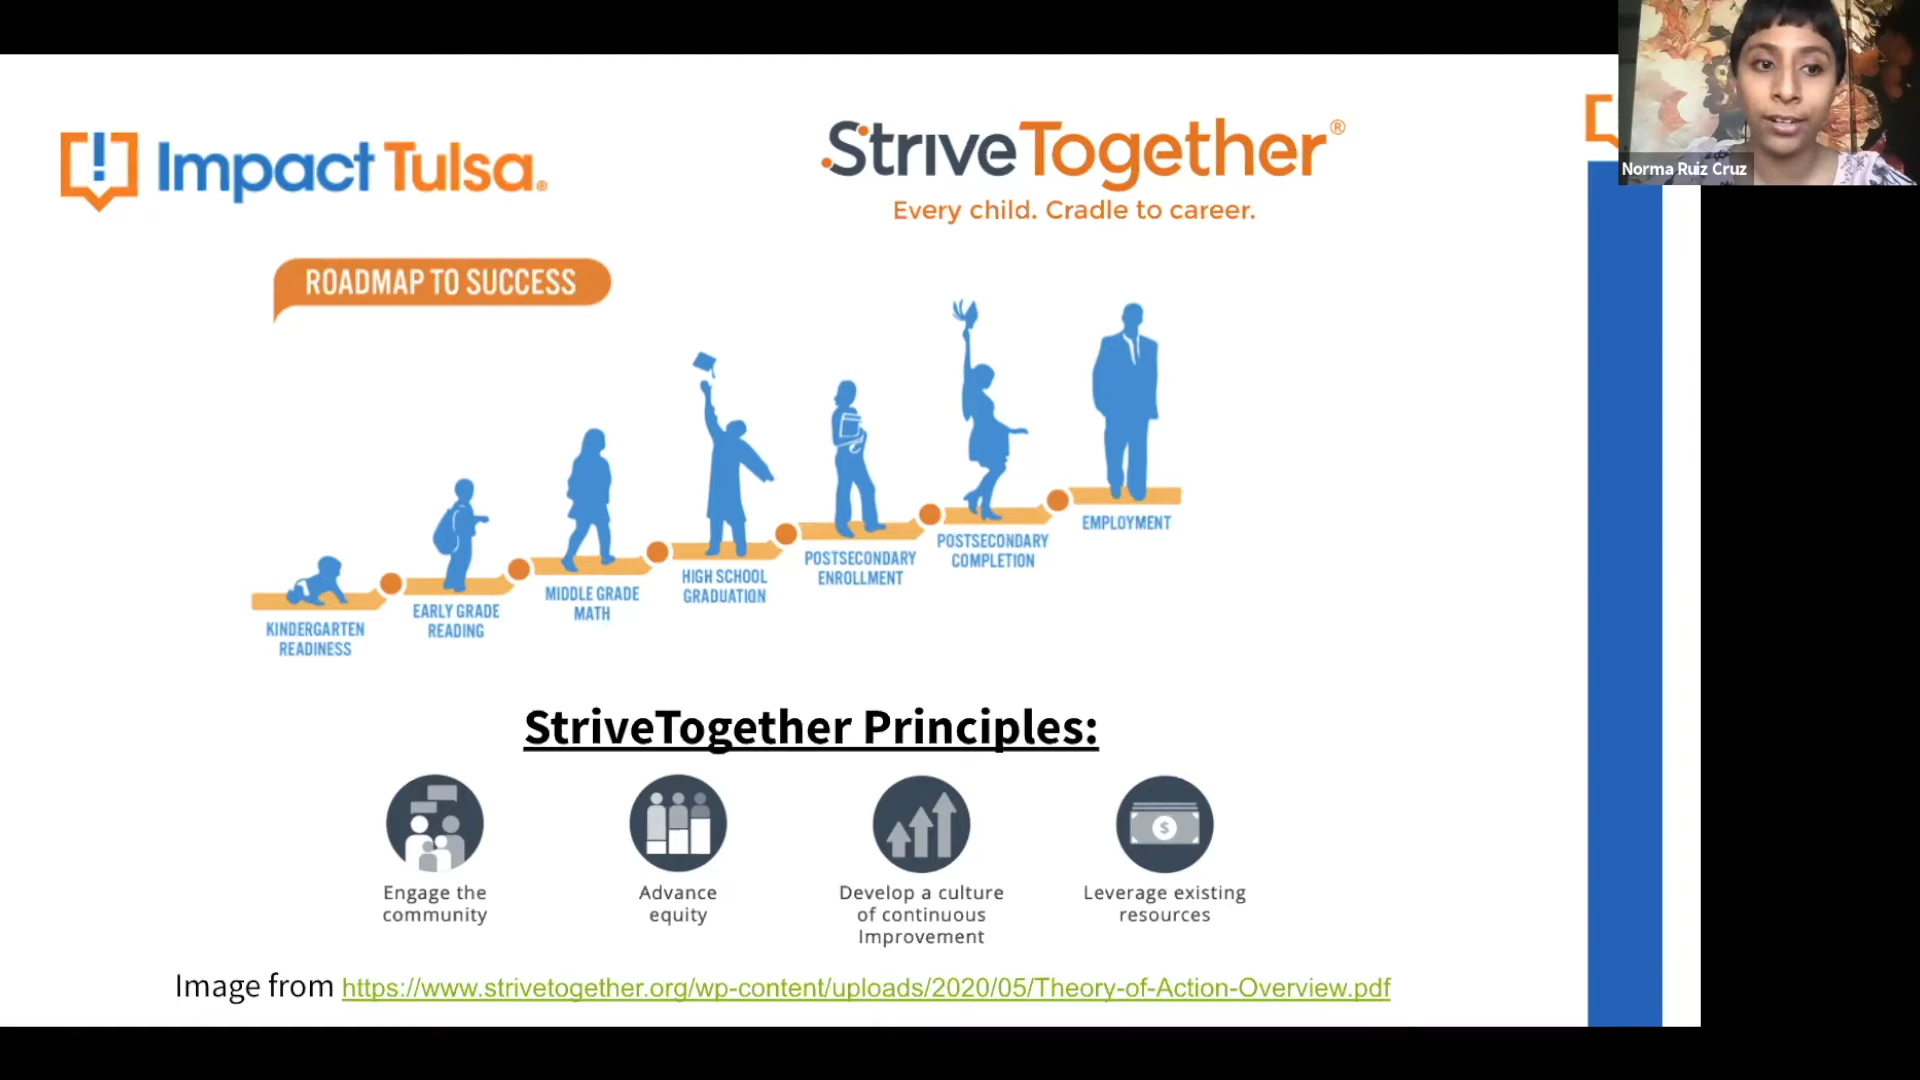 Impact Tulsa®
StriveTogether®
Every child. Cradle to career.
Norma Ruiz Cruz
ROADMAP TO SUCCESS
KINDERGARTEN
READINESS
EARLY GRADE
READING
MIDDLE GRADE
MATH
HIGH SCHOOL
GRADUATION
POSTSECONDARY
ENROLLMENT
POSTSECONDARY
COMPLETION
EMPLOYMENT
StriveTogether Principles:
$
Engage the
community
Advance
equity
Develop a culture
of continuous
Improvement
Leverage existing
resources
Image from https://www.strivetogether.org/wp-content/uploads/2020/05/Theory-of-Action-Overview.pdf